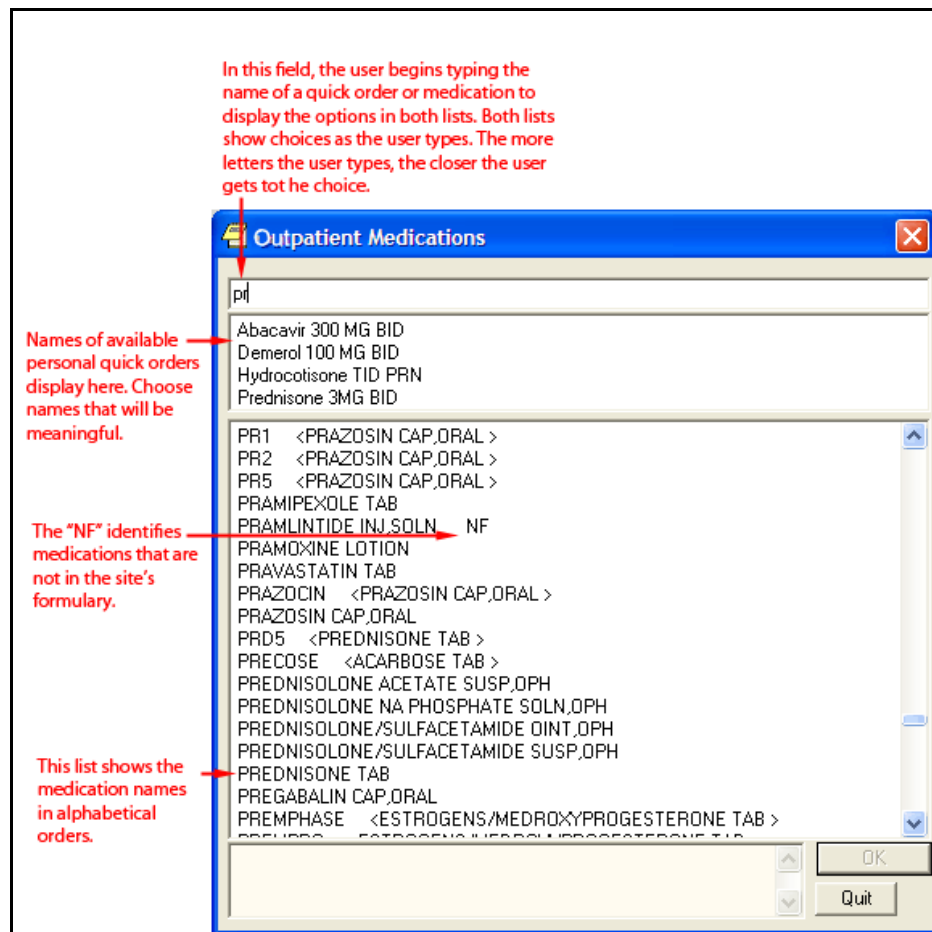 In this field, the user begins typing the
name of a quick order or medication to
display the options in both lists. Both lists
show choices as the user types. The more
letters the user types, the closer the user
gets tot he choice.
Outpatient Medications
pr
Names of available
personal quick orders
display here. Choose
names that will be
meaningful.
Abacavir 300 MG BID
Demerol 100 MG BID
Hydrocotisone TID PRN
Prednisone 3MG BID
PR1 <PRAZOSIN CAP,ORAL >
PR2 <PRAZOSIN CAP,ORAL >
PR5 <PRAZOSIN CAP,ORAL >
PRAMIPEXOLE TAB
PRAMLINTIDE INJ,SOLN NF
PRAMOXINE LOTION
PRAVASTATIN TAB
PRAZOCIN <PRAZOSIN CAP,ORAL >
PRAZOSIN CAP,ORAL
PRD5 <PREDNISONE TAB >
PRECOSE <ACARBOSE TAB >
PREDNISOLONE ACETATE SUSP,OPH
PREDNISOLONE NA PHOSPHATE SOLN,OPH
PREDNISOLONE/SULFACETAMIDE OINT,OPH
PREDNISOLONE/SULFACETAMIDE SUSP,OPH
PREDNISONE TAB
PREGABALIN CAP,ORAL
PREMPHASE <ESTROGENS/MEDROXYPROGESTERONE TAB >
The "NF" identifies
medications that are
not in the site's
formulary.
This list shows the
medication names
in alphabetical
orders.
OK
Quit